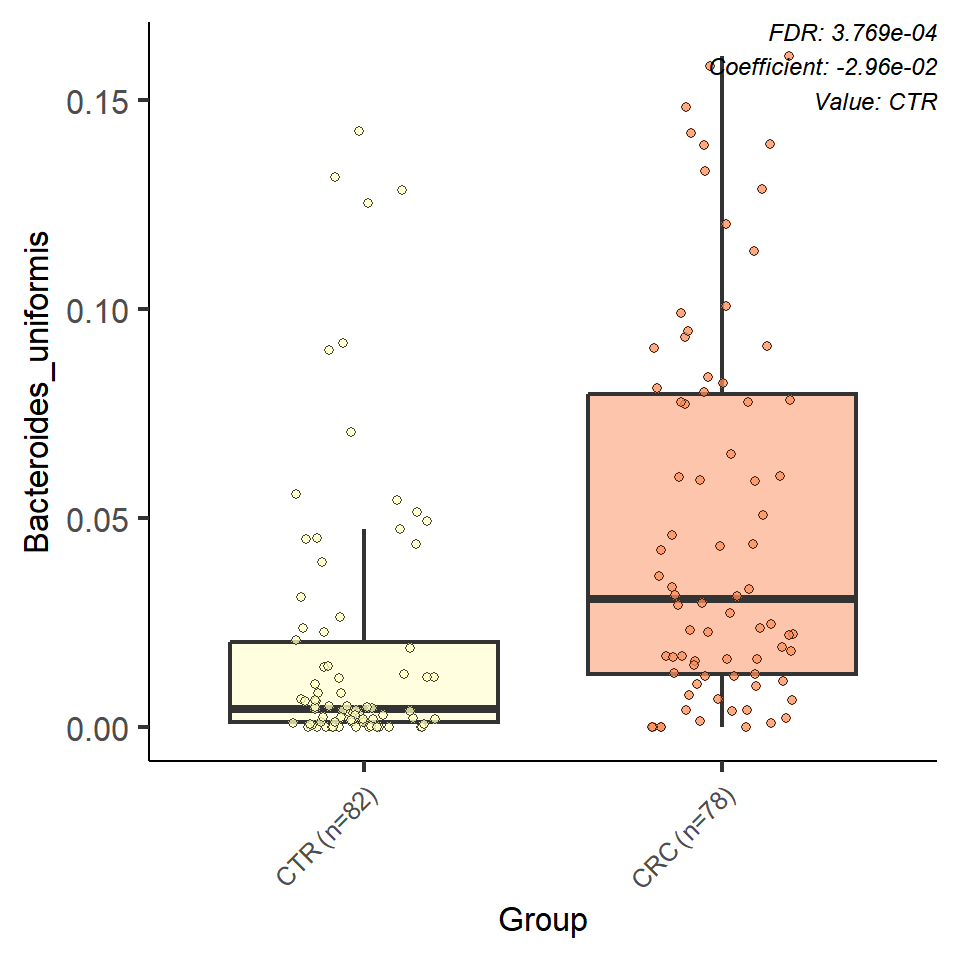 FDR: 3.769e-04
Coefficient: -2.96e-02
Value: CTR
Bacteroides_uniformis
0.15
0.10
0.05
0.00
CTR (n=82)
CRC (n=78)
Group